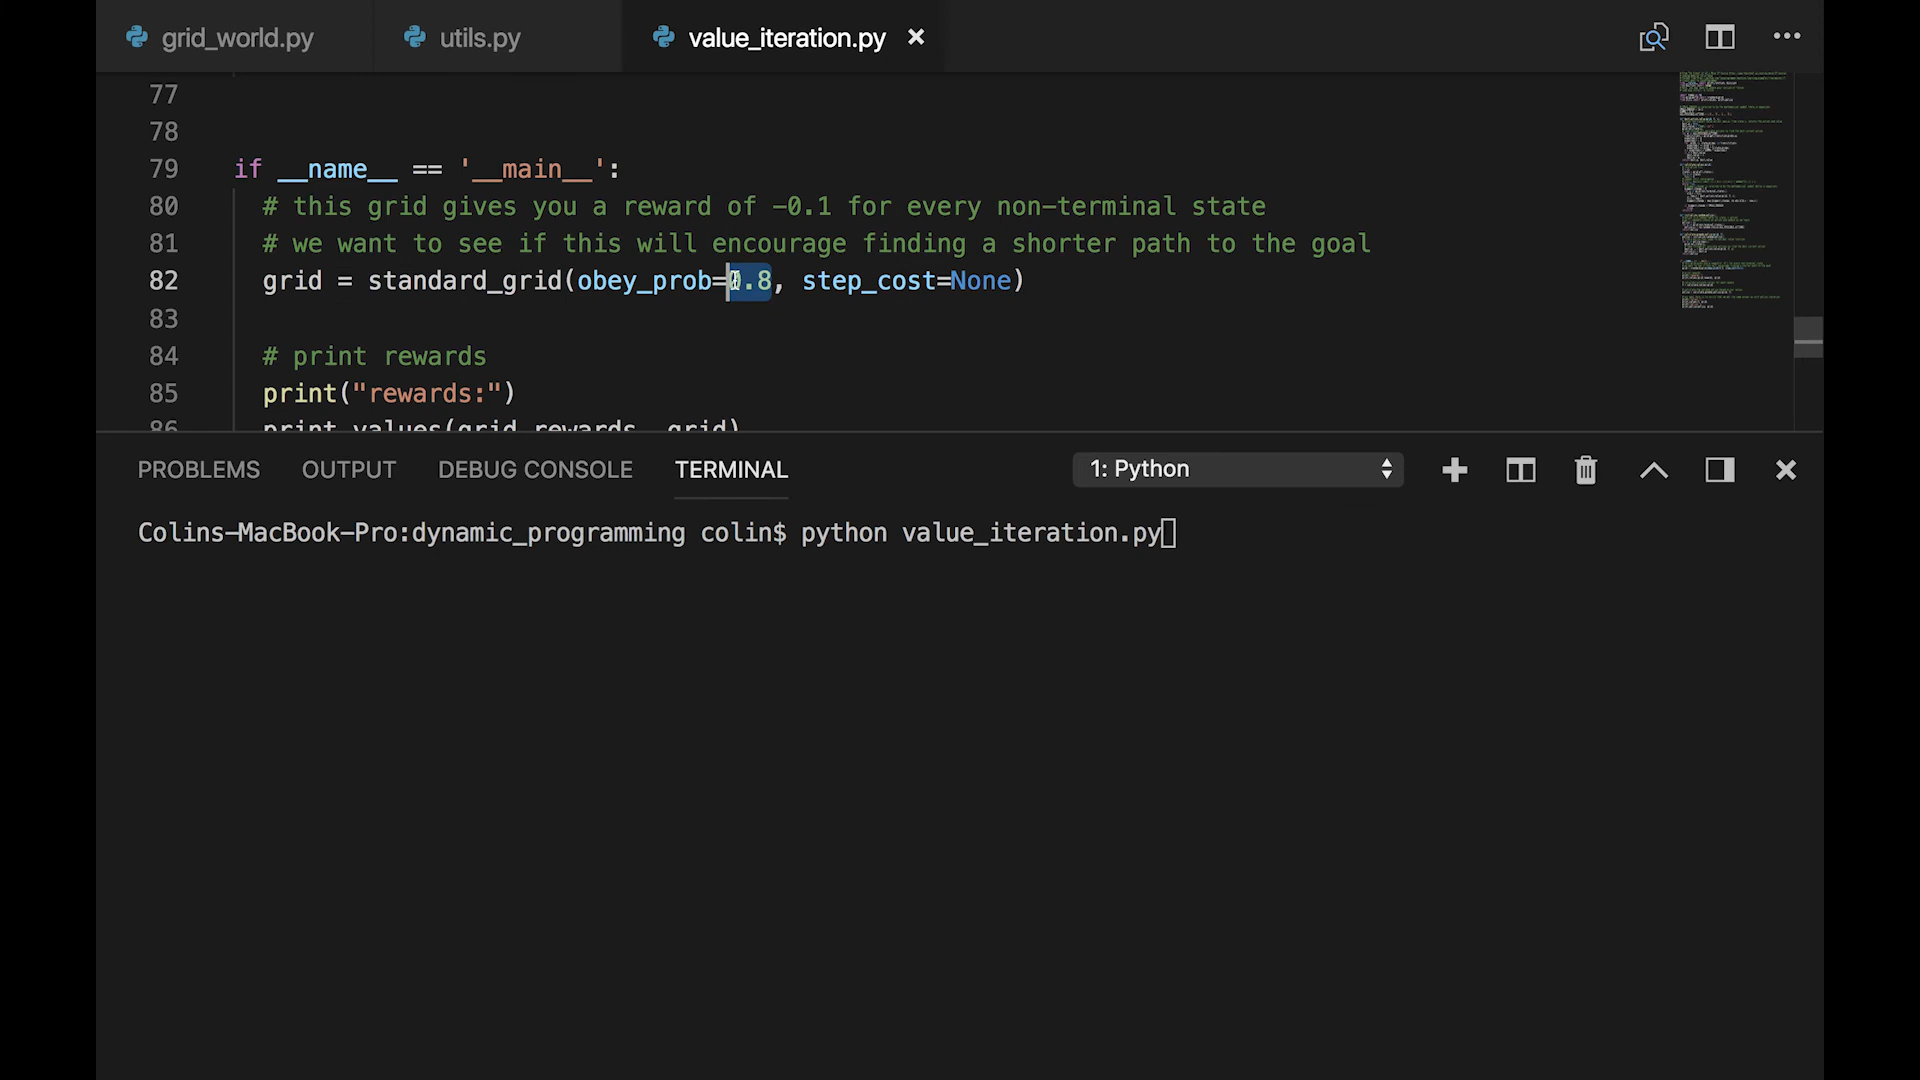 grid_world.py
utils.py
value_iteration.py
77
78
79 if __name__ == '__main__':
80 # this grid gives you a reward of -0.1 for every non-terminal state
81 # we want to see if this will encourage finding a shorter path to the goal
82 grid = standard_grid(obey_prob=0.8, step_cost=None)
83
84 # print rewards
85 print("rewards:")
86 print_values(grid.rewards, grid)
PROBLEMS OUTPUT DEBUG CONSOLE TERMINAL 1: Python
Colins-MacBook-Pro:dynamic_programming colin$ python value_iteration.py